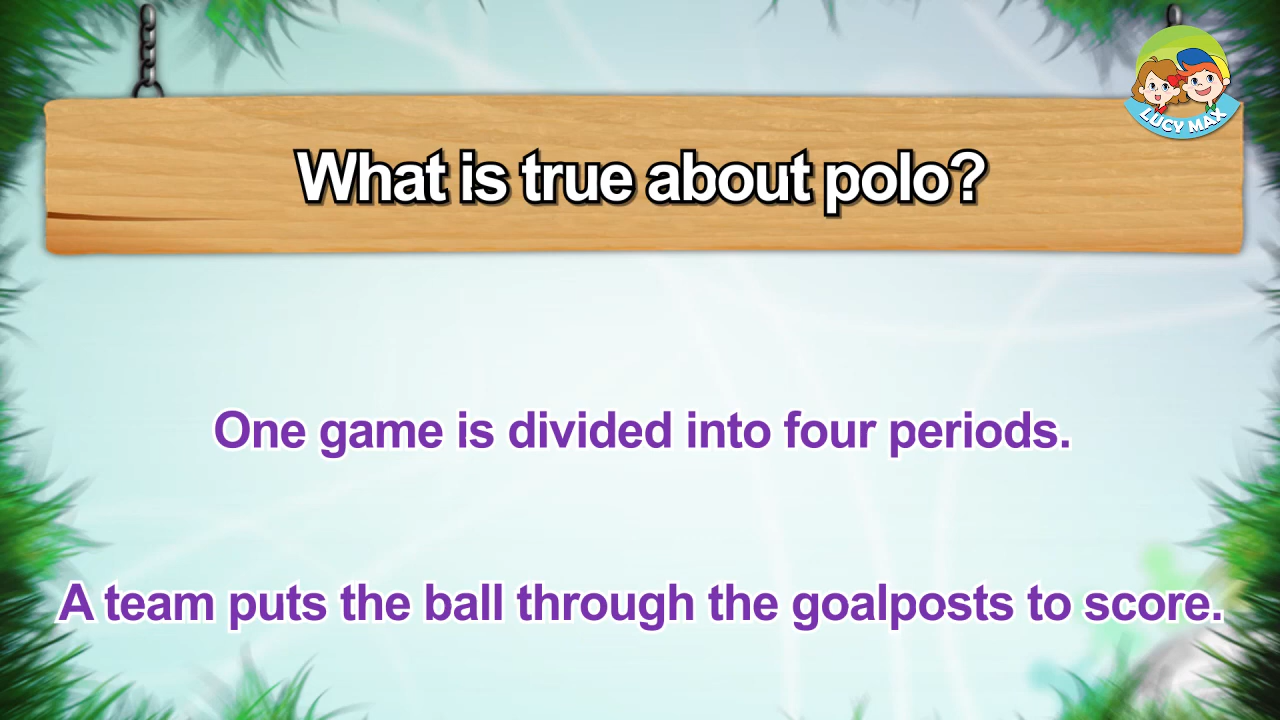 LUCY MAX
What is true about polo?
One game is divided into four periods.
A team puts the ball through the goalposts to score.